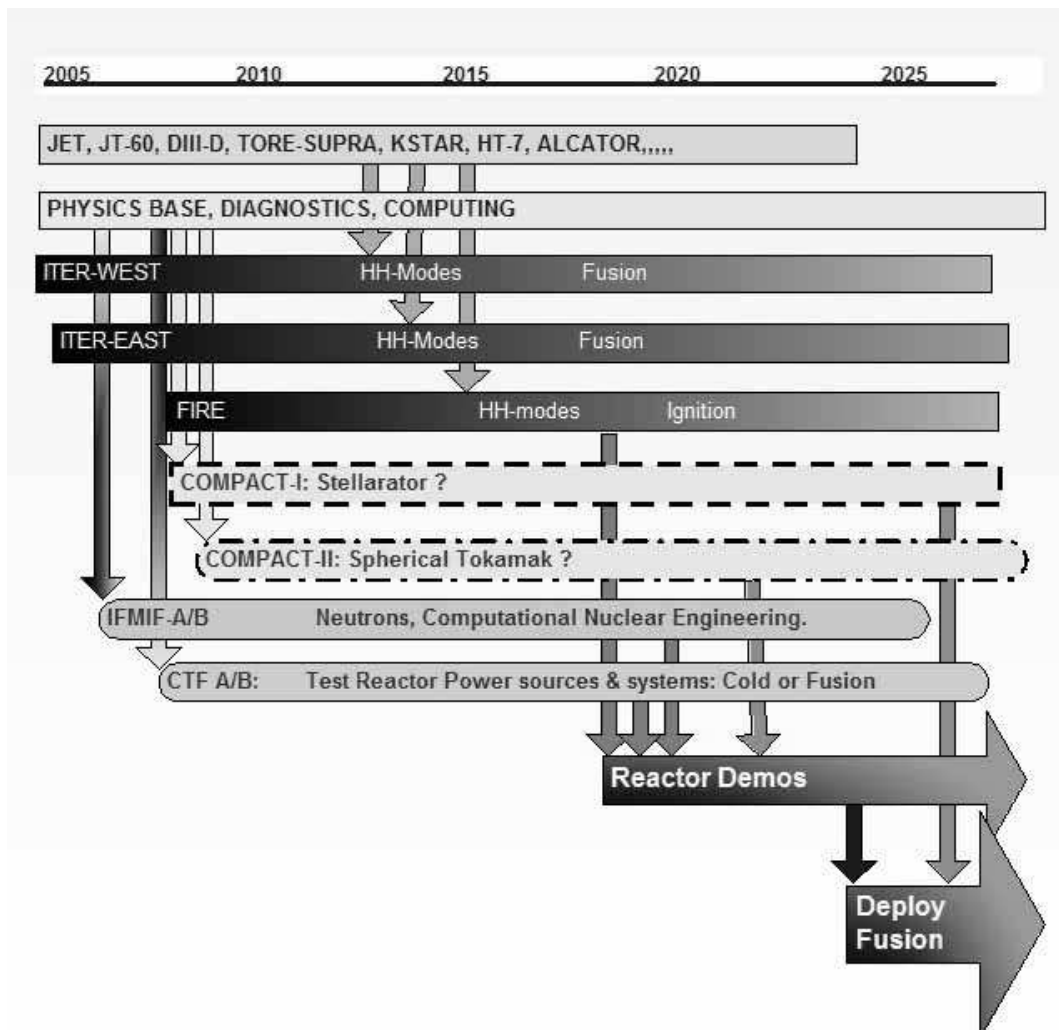 2005 2010 2015 2020 2025
JET, JT-60, DIII-D, TORE-SUPRA, KSTAR, HT-7, ALCATOR,,,,,
PHYSICS BASE, DIAGNOSTICS, COMPUTING
ITER-WEST HH-Modes Fusion
ITER-EAST HH-Modes Fusion
FIRE HH-modes Ignition
COMPACT-I: Stellarator ?
COMPACT-II: Spherical Tokamak ?
IFMIF-A/B Neutrons, Computational Nuclear Engineering.
CTF A/B: Test Reactor Power sources & systems: Cold or Fusion
Reactor Demos
Deploy
Fusion